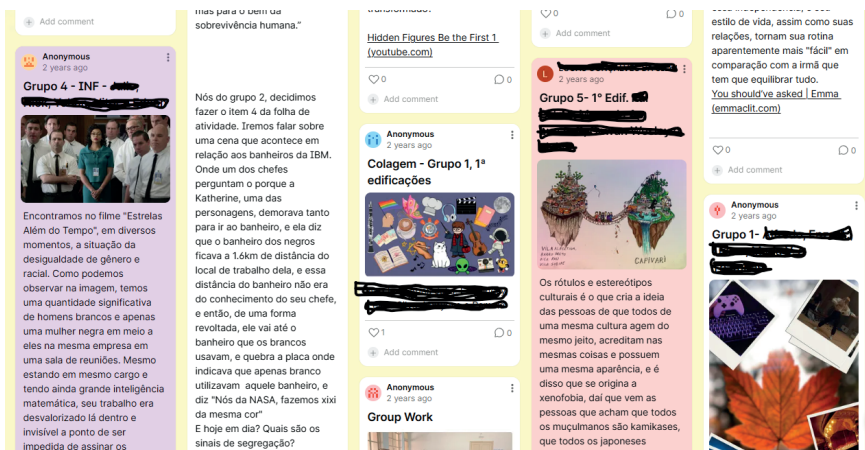 Add comment
Anonymous
2 years ago
Grupo 4 - INF -
Encontramos no filme "Estrelas
Além do Tempo", em diversos
momentos, a situação da
desigualdade de gênero e
racial. Como podemos
observar na imagem, temos
uma quantidade significativa
de homens brancos e apenas
uma mulher negra em meio a
eles na mesma empresa em
uma sala de reuniões. Mesmo
estando em mesmo cargo e
tendo ainda grande inteligência
matemática, seu trabalho era
desvalorizado lá dentro e
invisível a ponto de ser
impedida de assinar os
mas para o bem da
sobrevivência humana."
Nós do grupo 2, decidimos
fazer o item 4 da folha de
atividade. Iremos falar sobre
uma cena que acontece em
relação aos banheiros da IBM.
Onde um dos chefes
perguntam o porque a
Katherine, uma das
personagens, demorava tanto
para ir ao banheiro, e ela diz
que o banheiro dos negros
ficava a 1.6km de distância do
local de trabalho dela, e essa
distância do banheiro não era
do conhecimento do seu chefe,
e então, de uma forma
revoltada, ele vai até o
banheiro que os brancos
usavam, e quebra a placa onde
indicava que apenas branco
utilizavam aquele banheiro, e
diz "Nós da NASA, fazemos xixi
da mesma cor"
E hoje em dia? Quais são os
sinais de segregação?
transformado?
Hidden Figures Be the First 1
(youtube.com)
0 0
Add comment
Anonymous
2 years ago
Colagem - Grupo 1, 1ª
edificações
1 0
Add comment
Anonymous
2 years ago
Group Work
0 0
Add comment
L
2 years ago
Grupo 5- 1° Edif.
CAPIVARI
Os rótulos e estereótipos
culturais é o que cria a ideia
das pessoas de que todos de
uma mesma cultura agem do
mesmo jeito, acreditam nas
mesmas coisas e possuem
uma mesma aparência, e é
disso que se origina a
xenofobia, daí que vem as
pessoas que acham que todos
os muçulmanos são kamikases,
que todos os japoneses
essa independência, e seu
estilo de vida, assim como suas
relações, tornam sua rotina
aparentemente mais "fácil" em
comparação com a irmã que
tem que equilibrar tudo.
You should've asked | Emma
(emmaclit.com)
0 0
Add comment
Anonymous
2 years ago
Grupo 1-